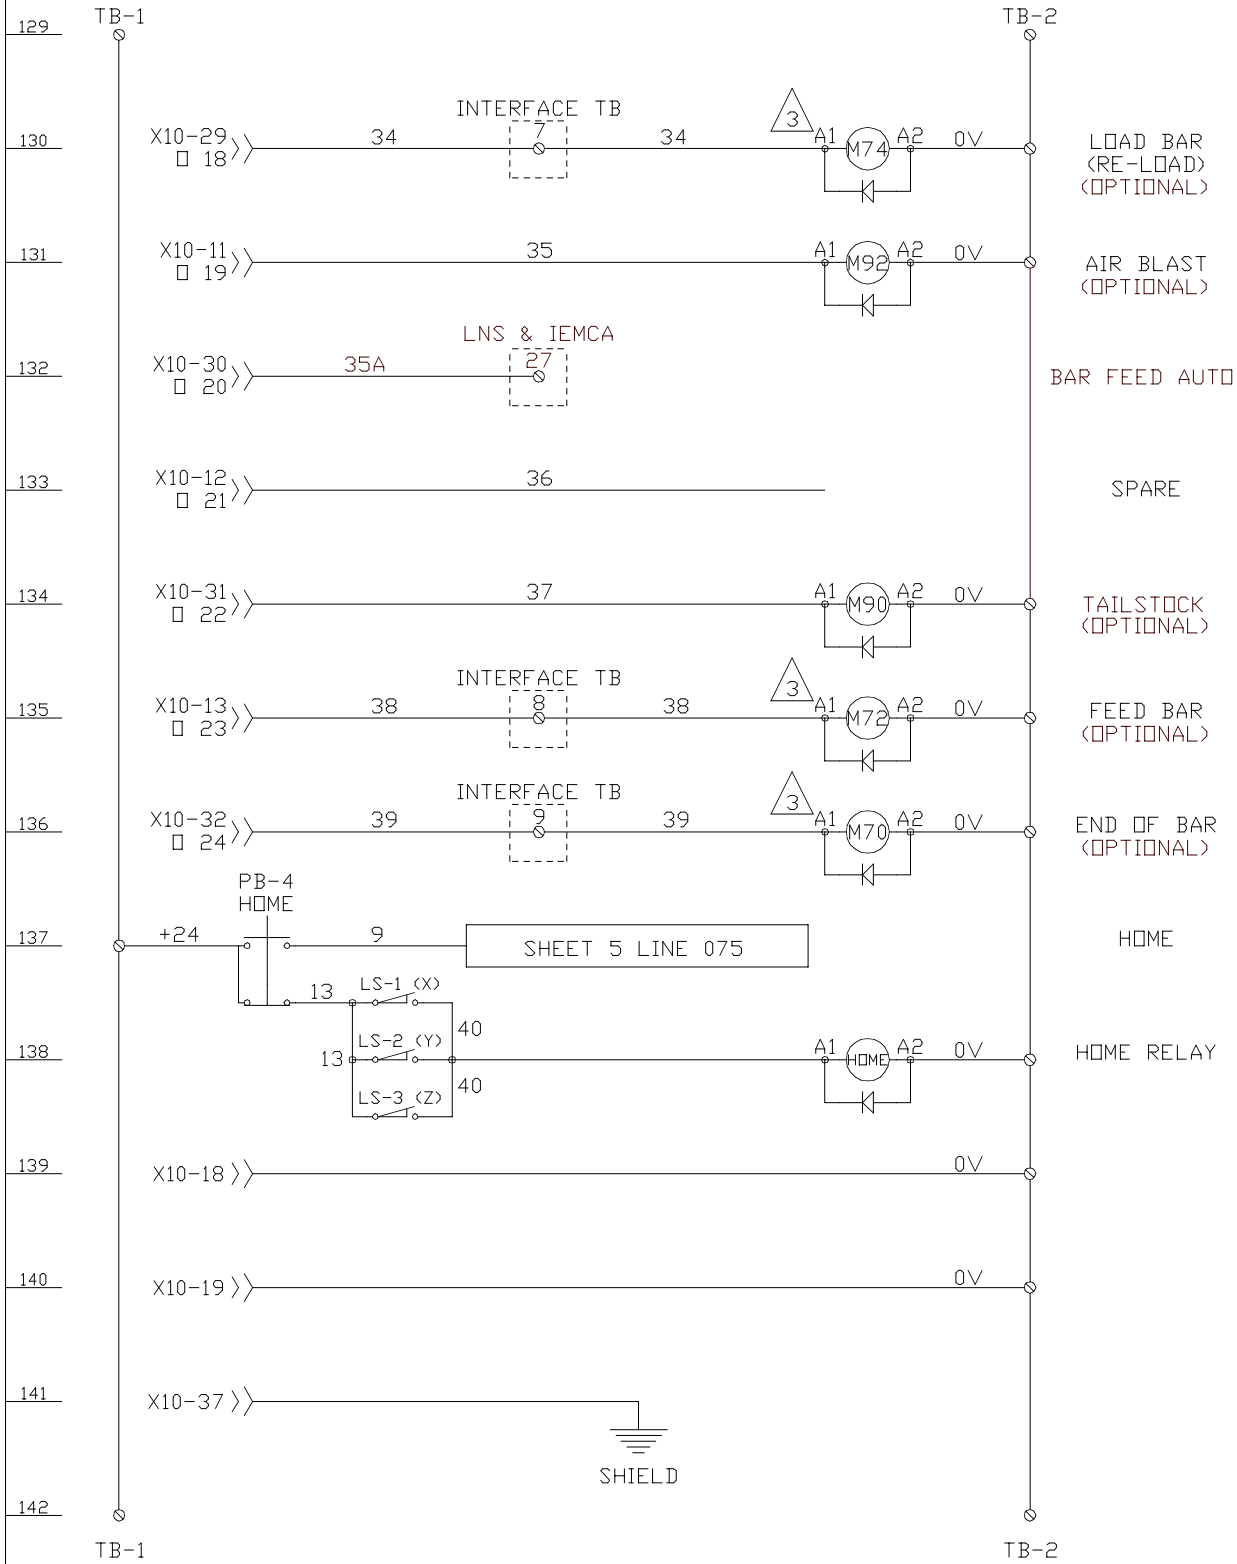 TB-1 TB-2
129
INTERFACE TB
130 X10-29 34 7 34 3 A1 M74 A2 0V LOAD BAR
O 18 (RE-LOAD)
(OPTIONAL)
131 X10-11 35 A1 M92 A2 0V AIR BLAST
O 19 (OPTIONAL)
LNS & IEMCA
132 X10-30 35A 27 BAR FEED AUTO
O 20
133 X10-12 36 SPARE
O 21
134 X10-31 37 A1 M90 A2 0V TAILSTOCK
O 22 (OPTIONAL)
INTERFACE TB
135 X10-13 38 8 38 3 A1 M72 A2 0V FEED BAR
O 23 (OPTIONAL)
INTERFACE TB
136 X10-32 39 9 39 3 A1 M70 A2 0V END OF BAR
O 24 (OPTIONAL)
PB-4
HOME
137 +24 9 SHEET 5 LINE 075 HOME
13 LS-1 (X)
40
LS-2 (Y)
138 13 A1 HOME A2 0V HOME RELAY
40
LS-3 (Z)
139 X10-18 0V
140 X10-19 0V
141 X10-37
SHIELD
142
TB-1 TB-2